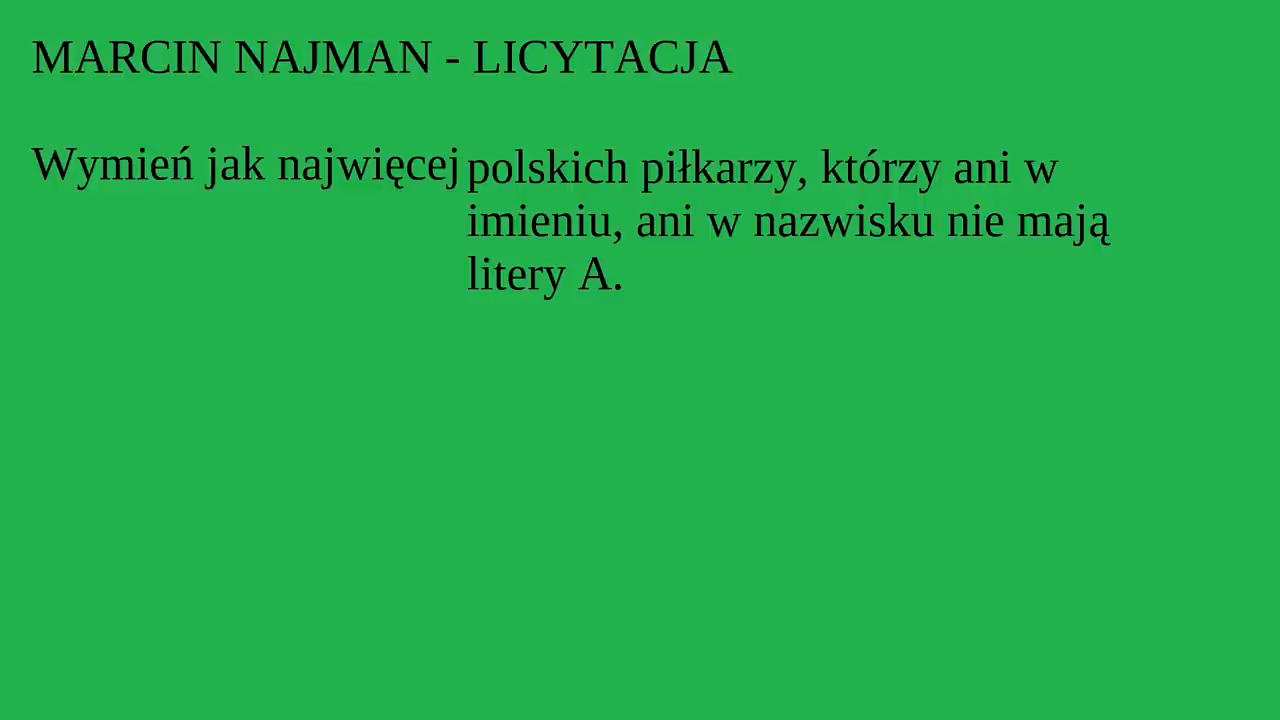 MARCIN NAJMAN - LICYTACJA
Wymień jak najwięcej polskich piłkarzy, którzy ani w
imieniu, ani w nazwisku nie mają
litery A.